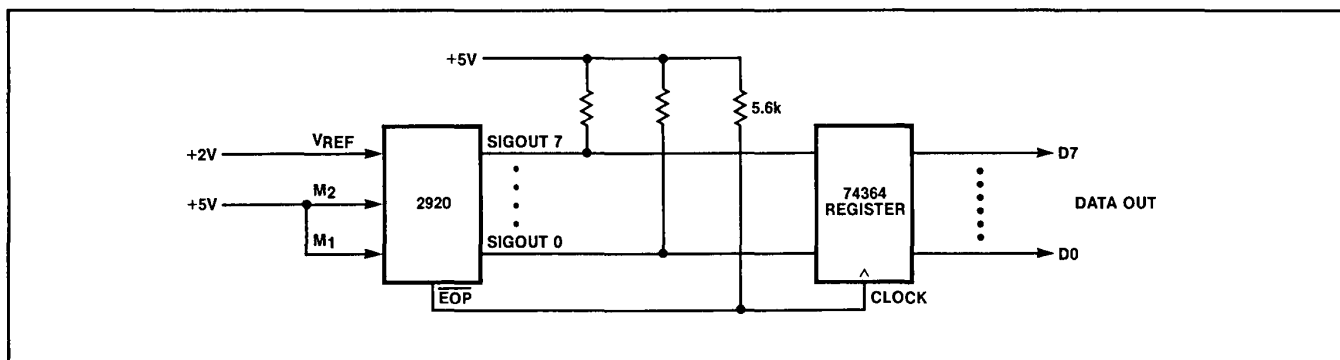 +5V
5.6k
+2V
VREF
SIGOUT 7
+5V
M2
2920
74364
REGISTER
D7
DATA OUT
M1
SIGOUT 0
D0
EOP
CLOCK